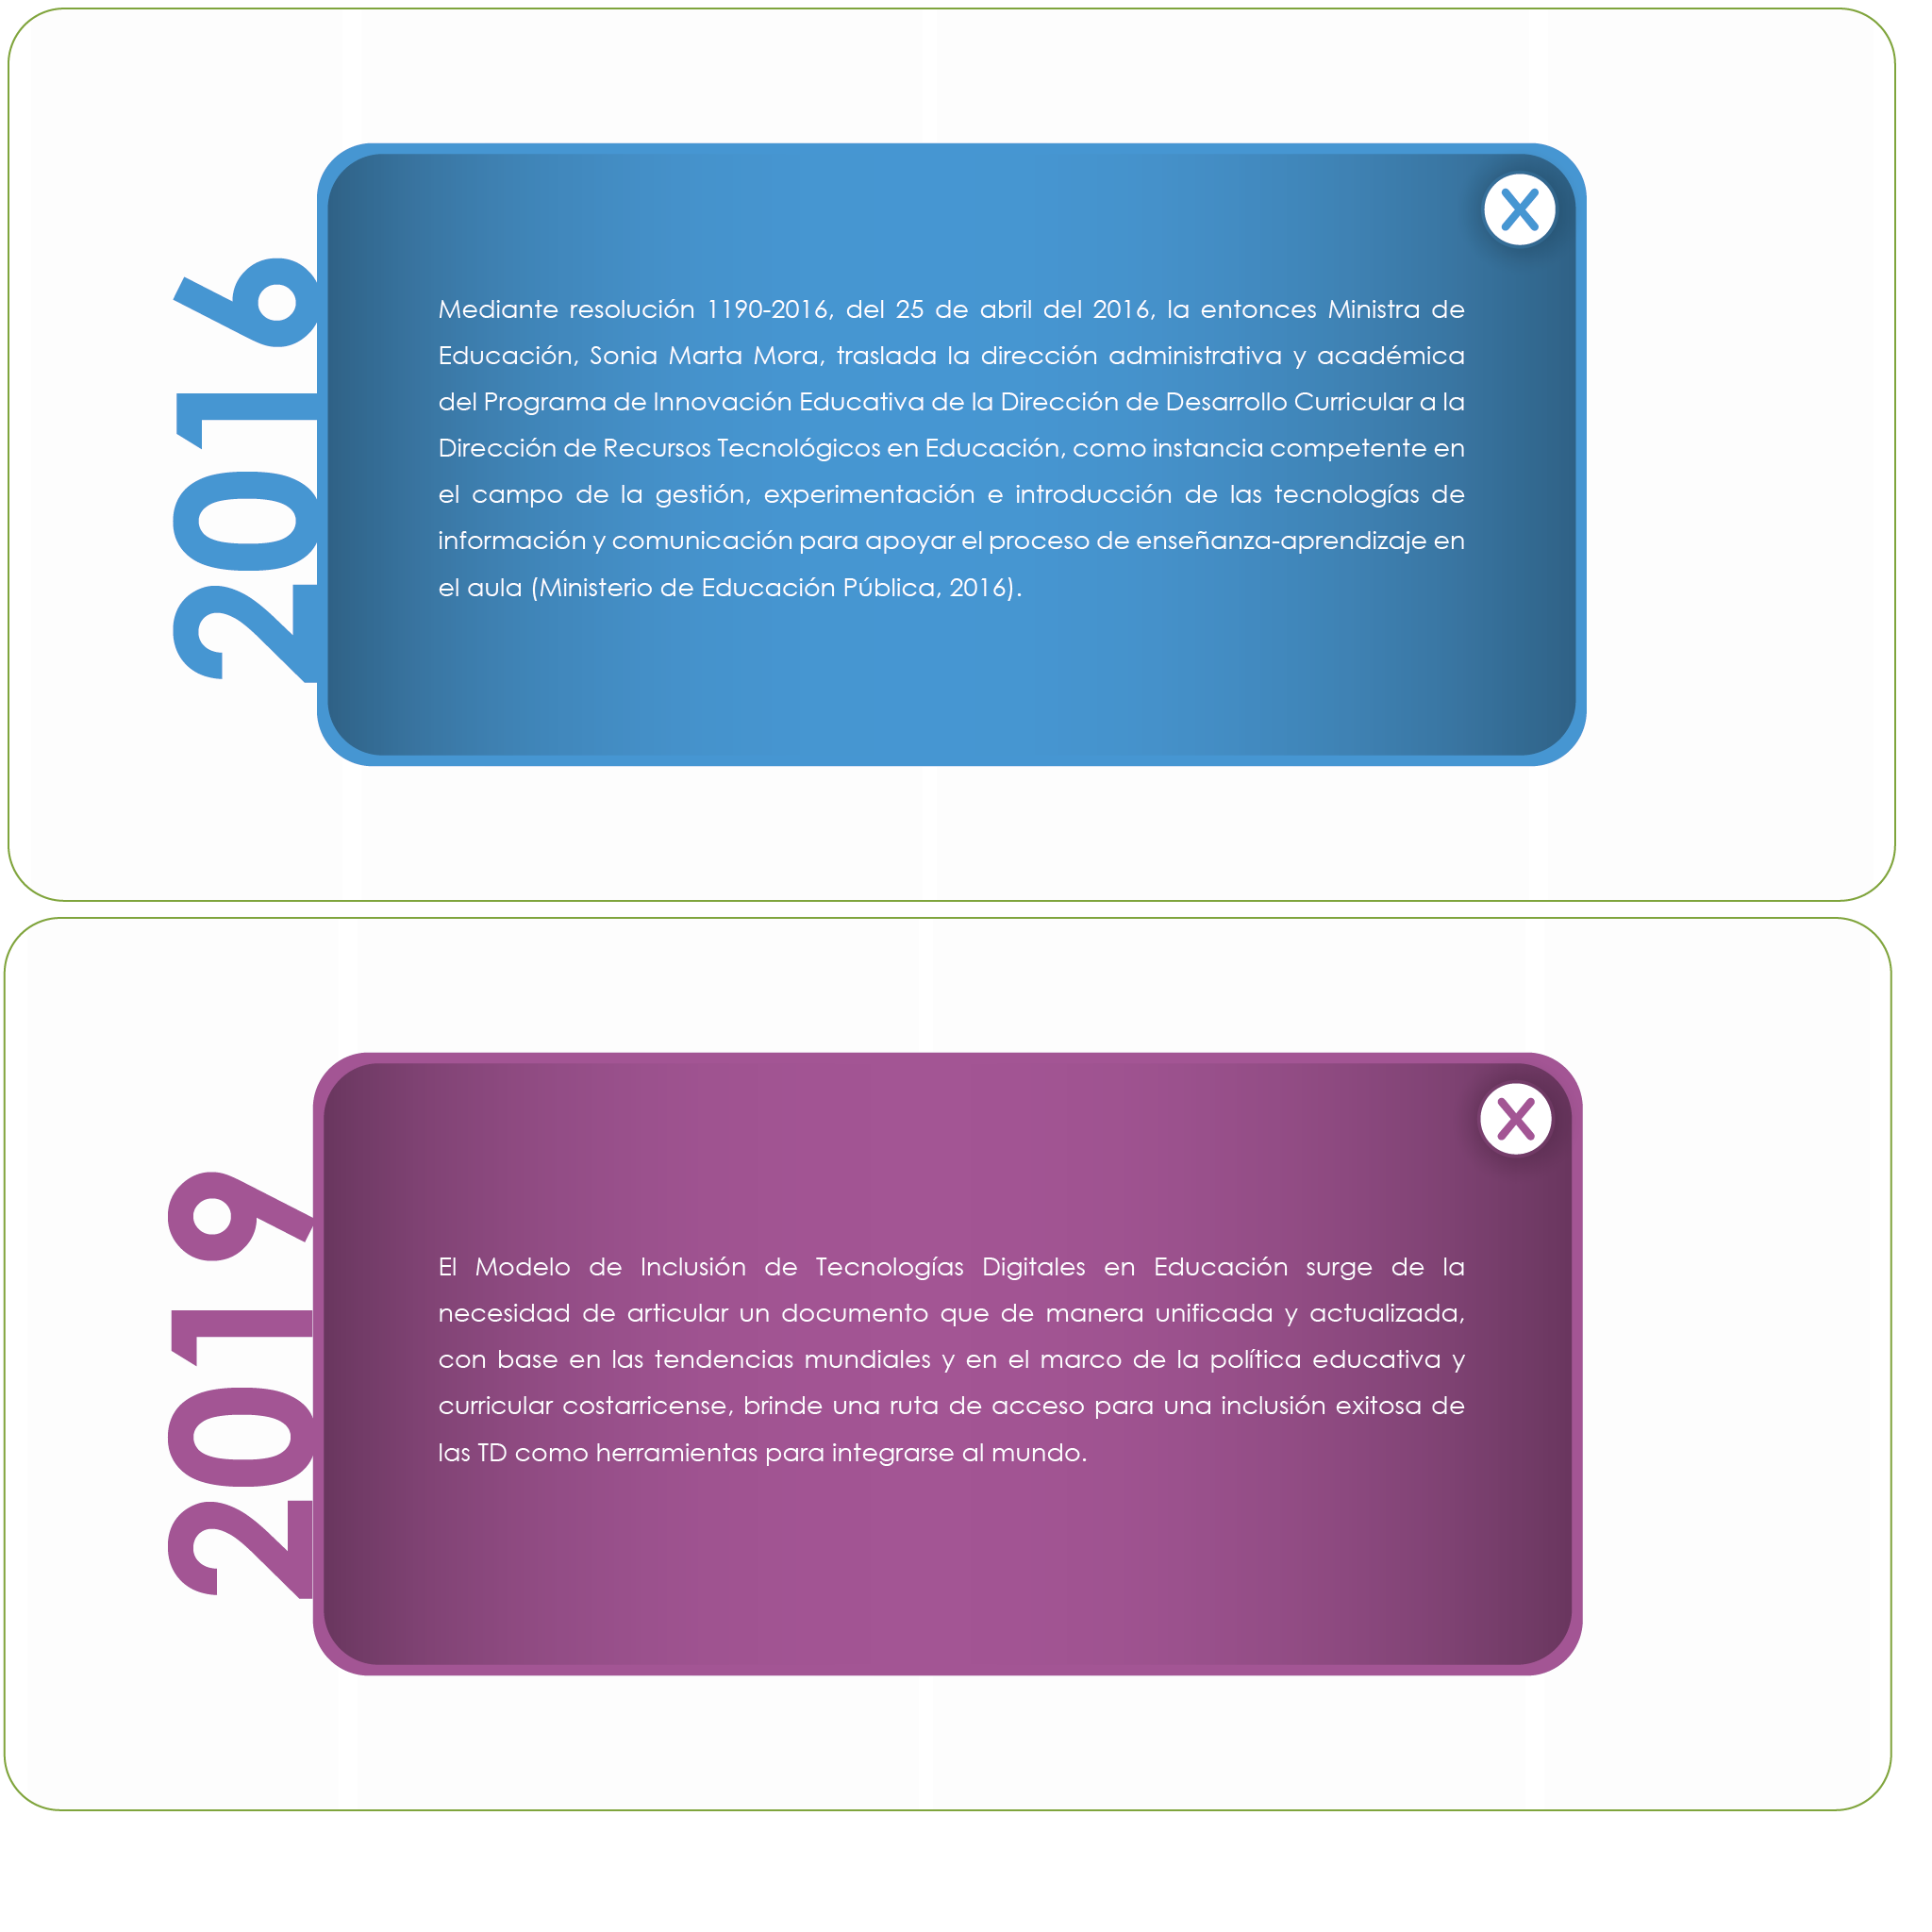 2016
X
Mediante resolución 1190-2016, del 25 de abril del 2016, la entonces Ministra de
Educación, Sonia Marta Mora, traslada la dirección administrativa y académica
del Programa de Innovación Educativa de la Dirección de Desarrollo Curricular a la
Dirección de Recursos Tecnológicos en Educación, como instancia competente en
el campo de la gestión, experimentación e introducción de las tecnologías de
información y comunicación para apoyar el proceso de enseñanza-aprendizaje en
el aula (Ministerio de Educación Pública, 2016).
2019
X
El Modelo de Inclusión de Tecnologías Digitales en Educación surge de la
necesidad de articular un documento que de manera unificada y actualizada,
con base en las tendencias mundiales y en el marco de la política educativa y
curricular costarricense, brinde una ruta de acceso para una inclusión exitosa de
las TD como herramientas para integrarse al mundo.